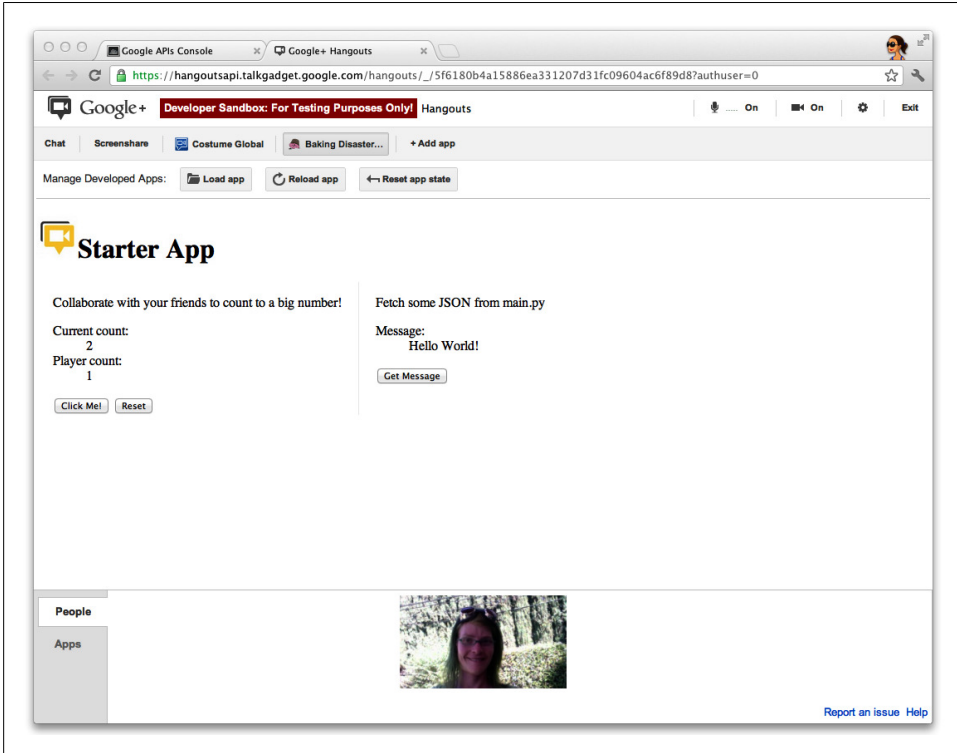 Google APIs Console
Google+ Hangouts
https://hangoutsapi.talkgadget.google.com/hangouts/_/5f6180b4a15886ea331207d31fc09604ac6f89d8?authuser=0
Google+ Developer Sandbox: For Testing Purposes Only! Hangouts On On Exit
Chat Screenshare Costume Global Baking Disaster... + Add app
Manage Developed Apps: Load app Reload app Reset app state
Starter App
Collaborate with your friends to count to a big number!
Current count:
2
Player count:
1
Click Me! Reset
Fetch some JSON from main.py
Message:
Hello World!
Get Message
People
Apps
Report an issue Help